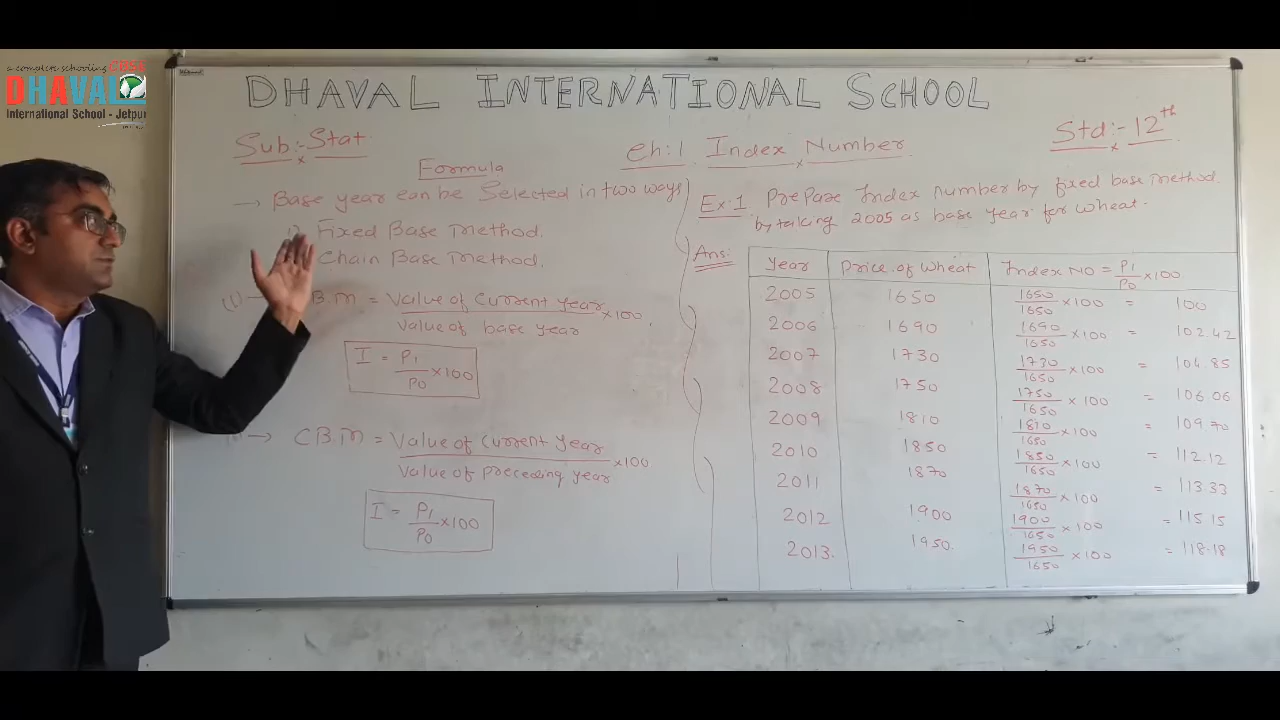 a complete schooling CBSE
DHAVAL
International School - Jetpur
DHAVAL INTERNATIONAL SCHOOL
Sub:- Stat
Ch:1 Index Number
Std:- 12th
Formula
→ Base year can be Selected in two ways
1) Fixed Base Method.
Chain Base Method.
(1) → B.M = Value of Current Year / Value of base year × 100
I = P1/P0 × 100
→ C B.M = Value of Current Year / Value of preceding year × 100
I = P1/P0 × 100
Ex:1 Prepare Index number by fixed base method.
by taking 2005 as base year for wheat.
Ans:
Year Price of Wheat Index NO = P1/P0 × 100
2005 1650 1650/1650 × 100 = 100
2006 1690 1690/1650 × 100 = 102.42
2007 1730 1730/1650 × 100 = 104.85
2008 1750 1750/1650 × 100 = 106.06
2009 1810 1810/1650 × 100 = 109.70
2010 1850 1850/1650 × 100 = 112.12
2011 1870 1870/1650 × 100 = 113.33
2012 1900 1900/1650 × 100 = 115.15
2013. 1950. 1950/1650 × 100 = 118.18